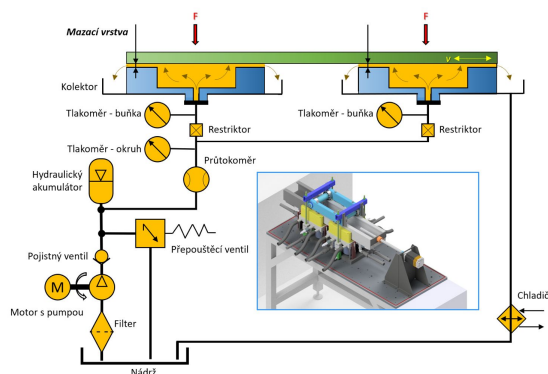 F
F
Mazací vrstva
v
Kolektor
Tlakoměr - buňka
Tlakoměr - buňka
Restriktor
Restriktor
Tlakoměr - okruh
Hydraulický
akumulátor
Průtokoměr
Pojistný ventil
Přepouštěcí ventil
M
Motor s pumpou
Filter
Chladič
Nádrž